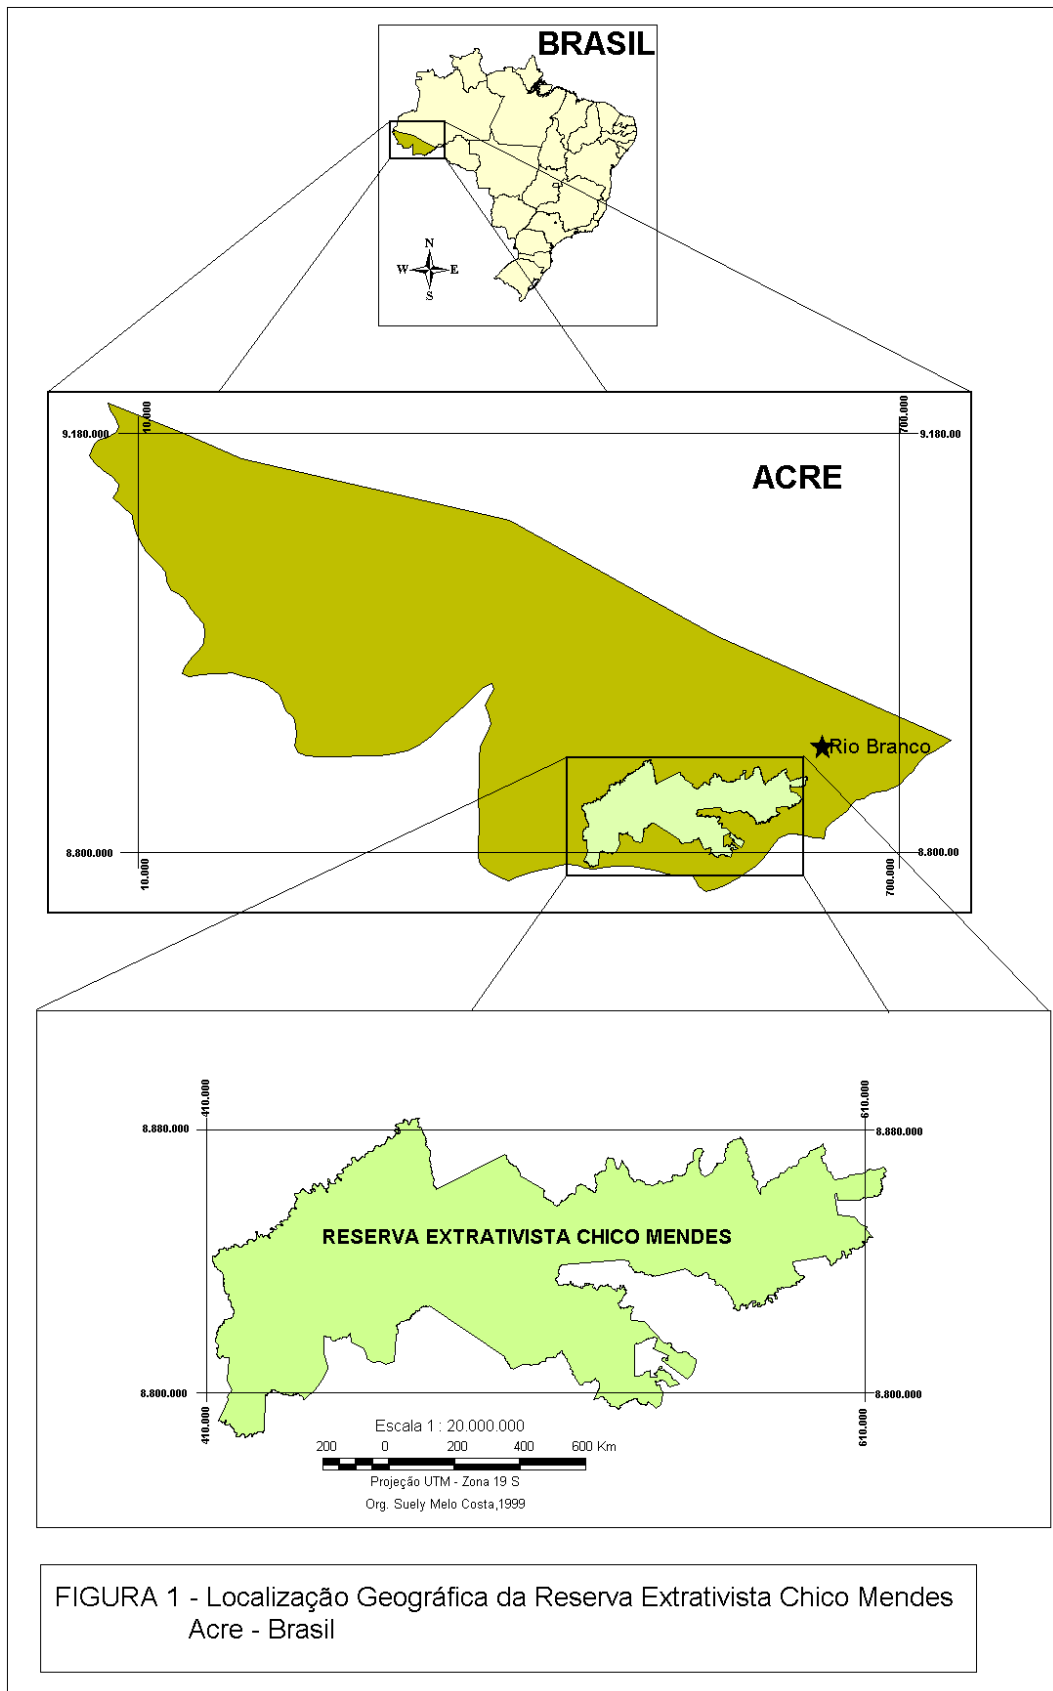 BRASIL
N
W E
S
10.000 700.000
9.180.000 9.180.00
ACRE
Rio Branco
8.800.000 8.800.00
10.000 700.000
410.000 610.000
8.880.000 8.880.000
RESERVA EXTRATIVISTA CHICO MENDES
8.800.000 8.800.000
410.000 610.000
Escala 1 : 20.000.000
200 0 200 400 600 Km
Projeção UTM - Zona 19 S
Org. Suely Melo Costa,1999
FIGURA 1 - Localização Geográfica da Reserva Extrativista Chico Mendes
Acre - Brasil